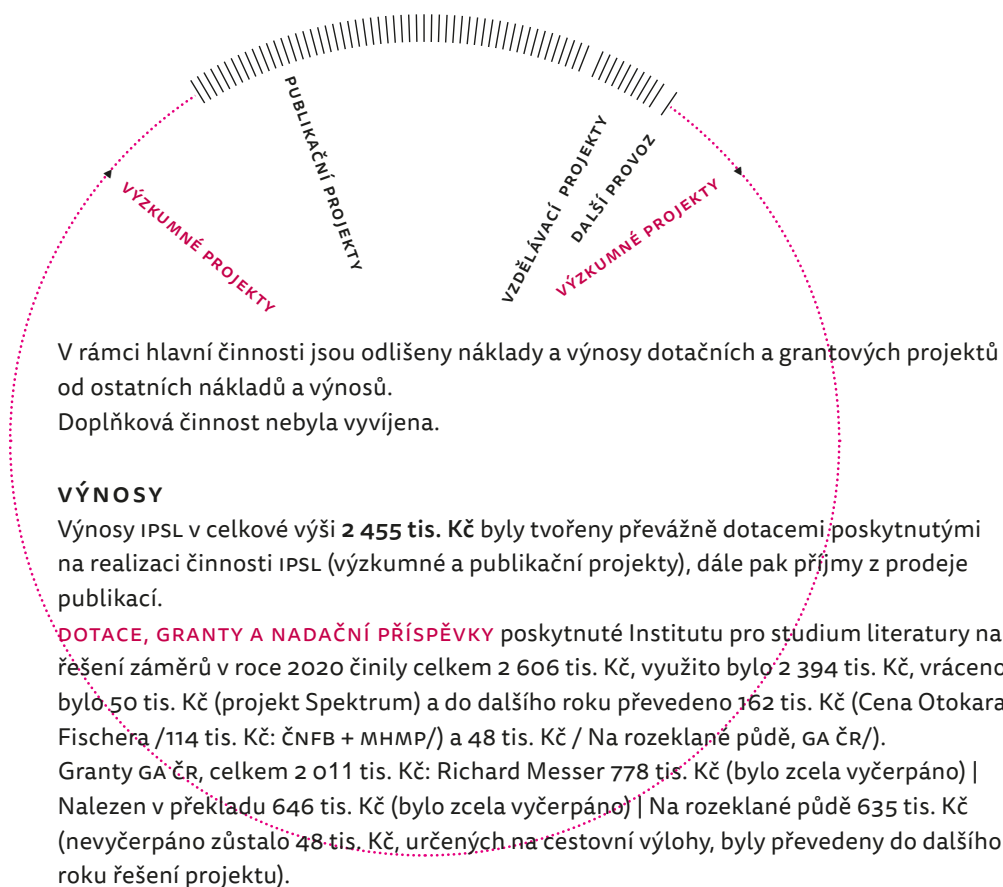 PUBLIKAČNÍ PROJEKTY
VZDĚLÁVACÍ PROJEKTY
DALŠÍ PROVOZ
VÝZKUMNÉ PROJEKTY
VÝZKUMNÉ PROJEKTY
V rámci hlavní činnosti jsou odlišeny náklady a výnosy dotačních a grantových projektů
od ostatních nákladů a výnosů.
Doplňková činnost nebyla vyvíjena.
VÝNOSY
Výnosy IPSL v celkové výši 2 455 tis. Kč byly tvořeny převážně dotacemi poskytnutými
na realizaci činnosti IPSL (výzkumné a publikační projekty), dále pak příjmy z prodeje
publikací.
DOTACE, GRANTY A NADAČNÍ PŘÍSPĚVKY poskytnuté Institutu pro studium literatury na
řešení záměrů v roce 2020 činily celkem 2 606 tis. Kč, využito bylo 2 394 tis. Kč, vráceno
bylo 50 tis. Kč (projekt Spektrum) a do dalšího roku převedeno 162 tis. Kč (Cena Otokara
Fischera /114 tis. Kč: ČNFB + MHMP/) a 48 tis. Kč / Na rozeklané půdě, GA ČR/).
Granty GA ČR, celkem 2 011 tis. Kč: Richard Messer 778 tis. Kč (bylo zcela vyčerpáno) |
Nalezen v překladu 646 tis. Kč (bylo zcela vyčerpáno) | Na rozeklané půdě 635 tis. Kč
(nevyčerpáno zůstalo 48 tis. Kč, určených na cestovní výlohy, byly převedeny do dalšího
roku řešení projektu).